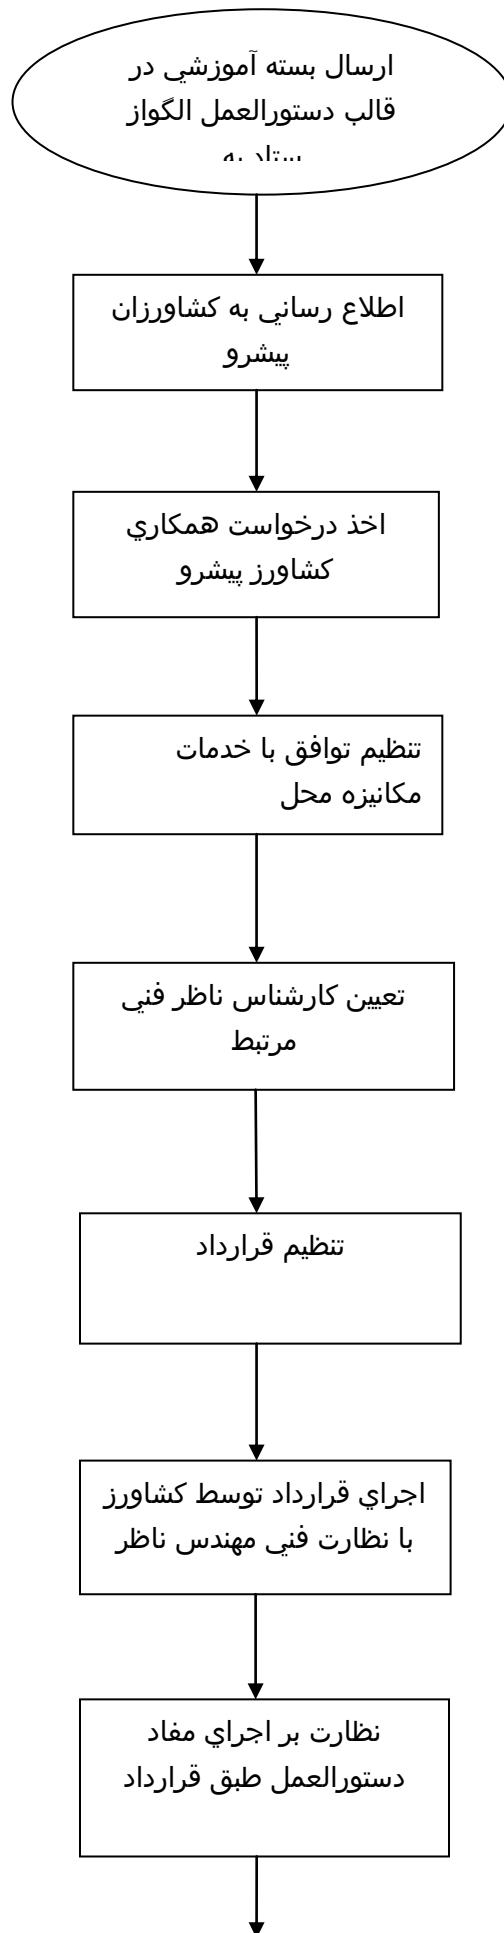 ارسال بسته آموزشي در
قالب دستورالعمل الگواز
ستاد به
اطلاع رساني به كشاورزان
پيشرو
اخذ درخواست همكاري
كشاورز پيشرو
تنظيم توافق با خدمات
مكانيزه محل
تعيين كارشناس ناظر فني
مرتبط
تنظيم قرارداد
اجراي قرارداد توسط كشاورز
با نظارت فني مهندس ناظر
نظارت بر اجراي مفاد
دستورالعمل طبق قرارداد